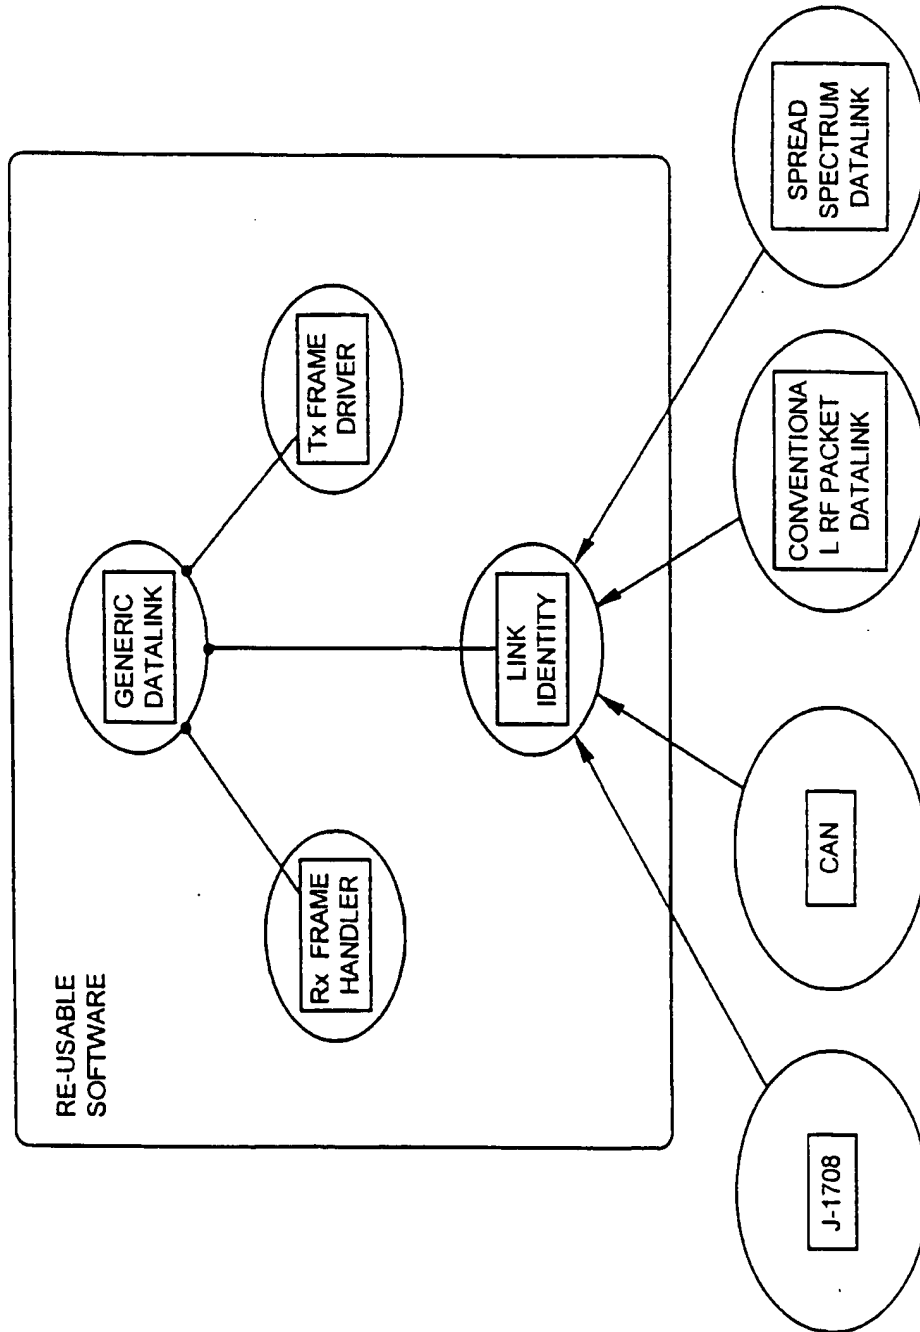 RE-USABLE
SOFTWARE
GENERIC
DATALINK
Rx FRAME
HANDLER
Tx FRAME
DRIVER
LINK
IDENTITY
J-1708
CAN
CONVENTIONA
L RF PACKET
DATALINK
SPREAD
SPECTRUM
DATALINK